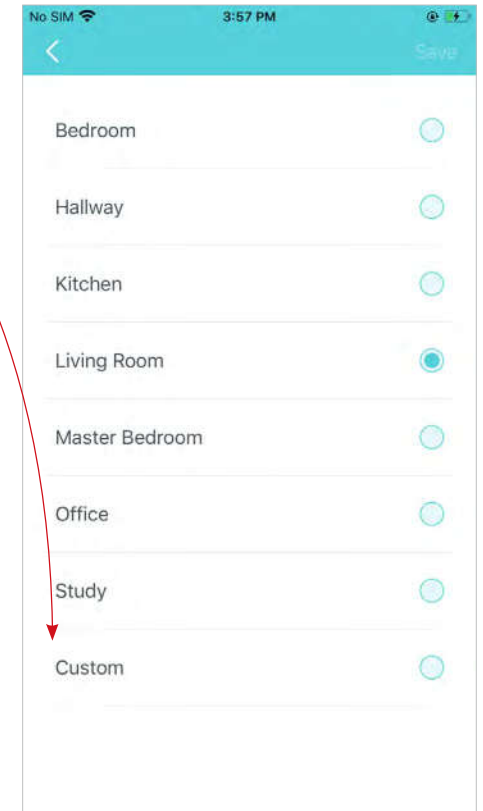 No SIM 3:57 PM
Save
Bedroom
Hallway
Kitchen
Living Room
Master Bedroom
Office
Study
Custom